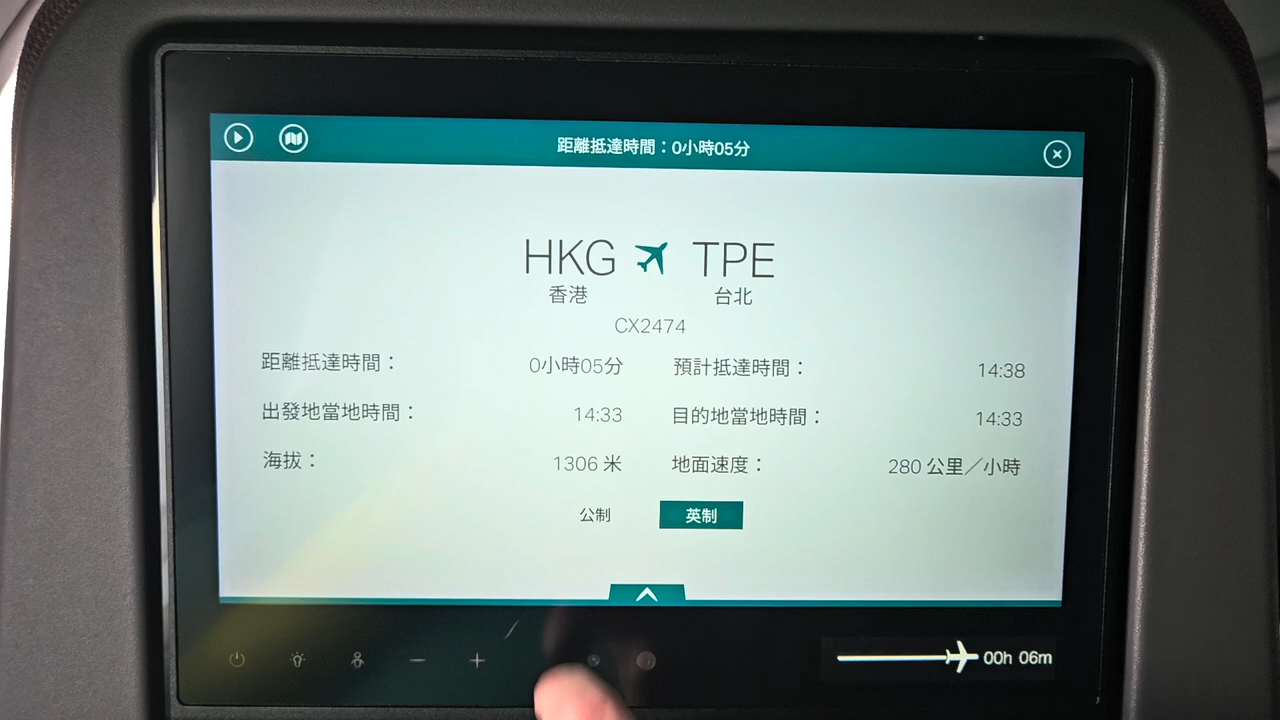 距離抵達時間：0小時05分
HKG TPE
香港 台北
CX2474
距離抵達時間： 0小時05分 預計抵達時間： 14:38
出發地當地時間： 14:33 目的地當地時間： 14:33
海拔： 1306 米 地面速度： 280 公里／小時
公制 英制
00h 06m